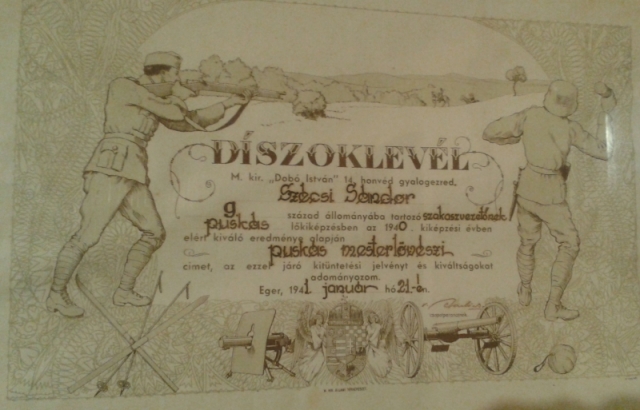 DÍSZOKLEVÉL
M. kir. „Dobó István" 14. honvéd gyalogezred,
Szécsi Sándor
9. század állományába tartozó szakaszvezetőnek
puskás lőkiképzésben az 1940. kiképzési évben
elért kiváló eredménye alapján
puskás mesterlövészi
címet, az ezzel járó kitüntetési jelvényt és kiváltságokat
adományozom.
Eger, 1941 január hó 21-én.